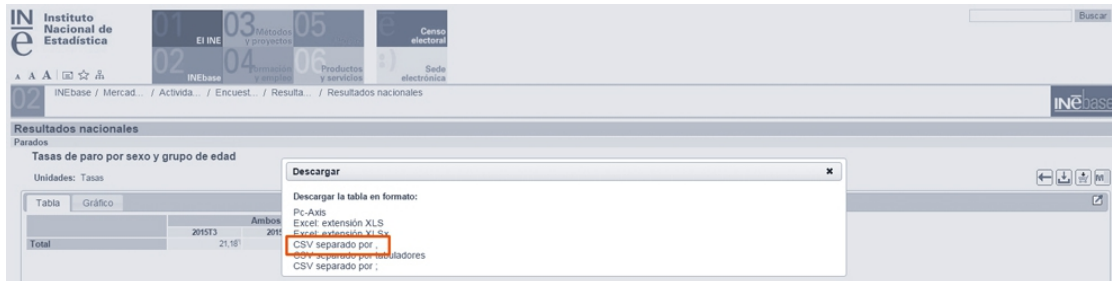 INe
Instituto
Nacional de
Estadística
01 El INE
03 Métodos y proyectos
05
Censo electoral
02 INEbase
04 Formación y empleo
06 Productos y servicios
Sede electrónica
Buscar
A A A
02 INEbase / Mercad... / Activida... / Encuest... / Resulta... / Resultados nacionales
INēbase
Resultados nacionales
Parados
Tasas de paro por sexo y grupo de edad
Unidades: Tasas
Tabla Gráfico
Ambos
2015T3
Total 21,18
Descargar x
Descargar la tabla en formato:
Pc-Axis
Excel: extensión XLS
Excel: extensión XLSx
CSV separado por ,
CSV separado por tabuladores
CSV separado por ;